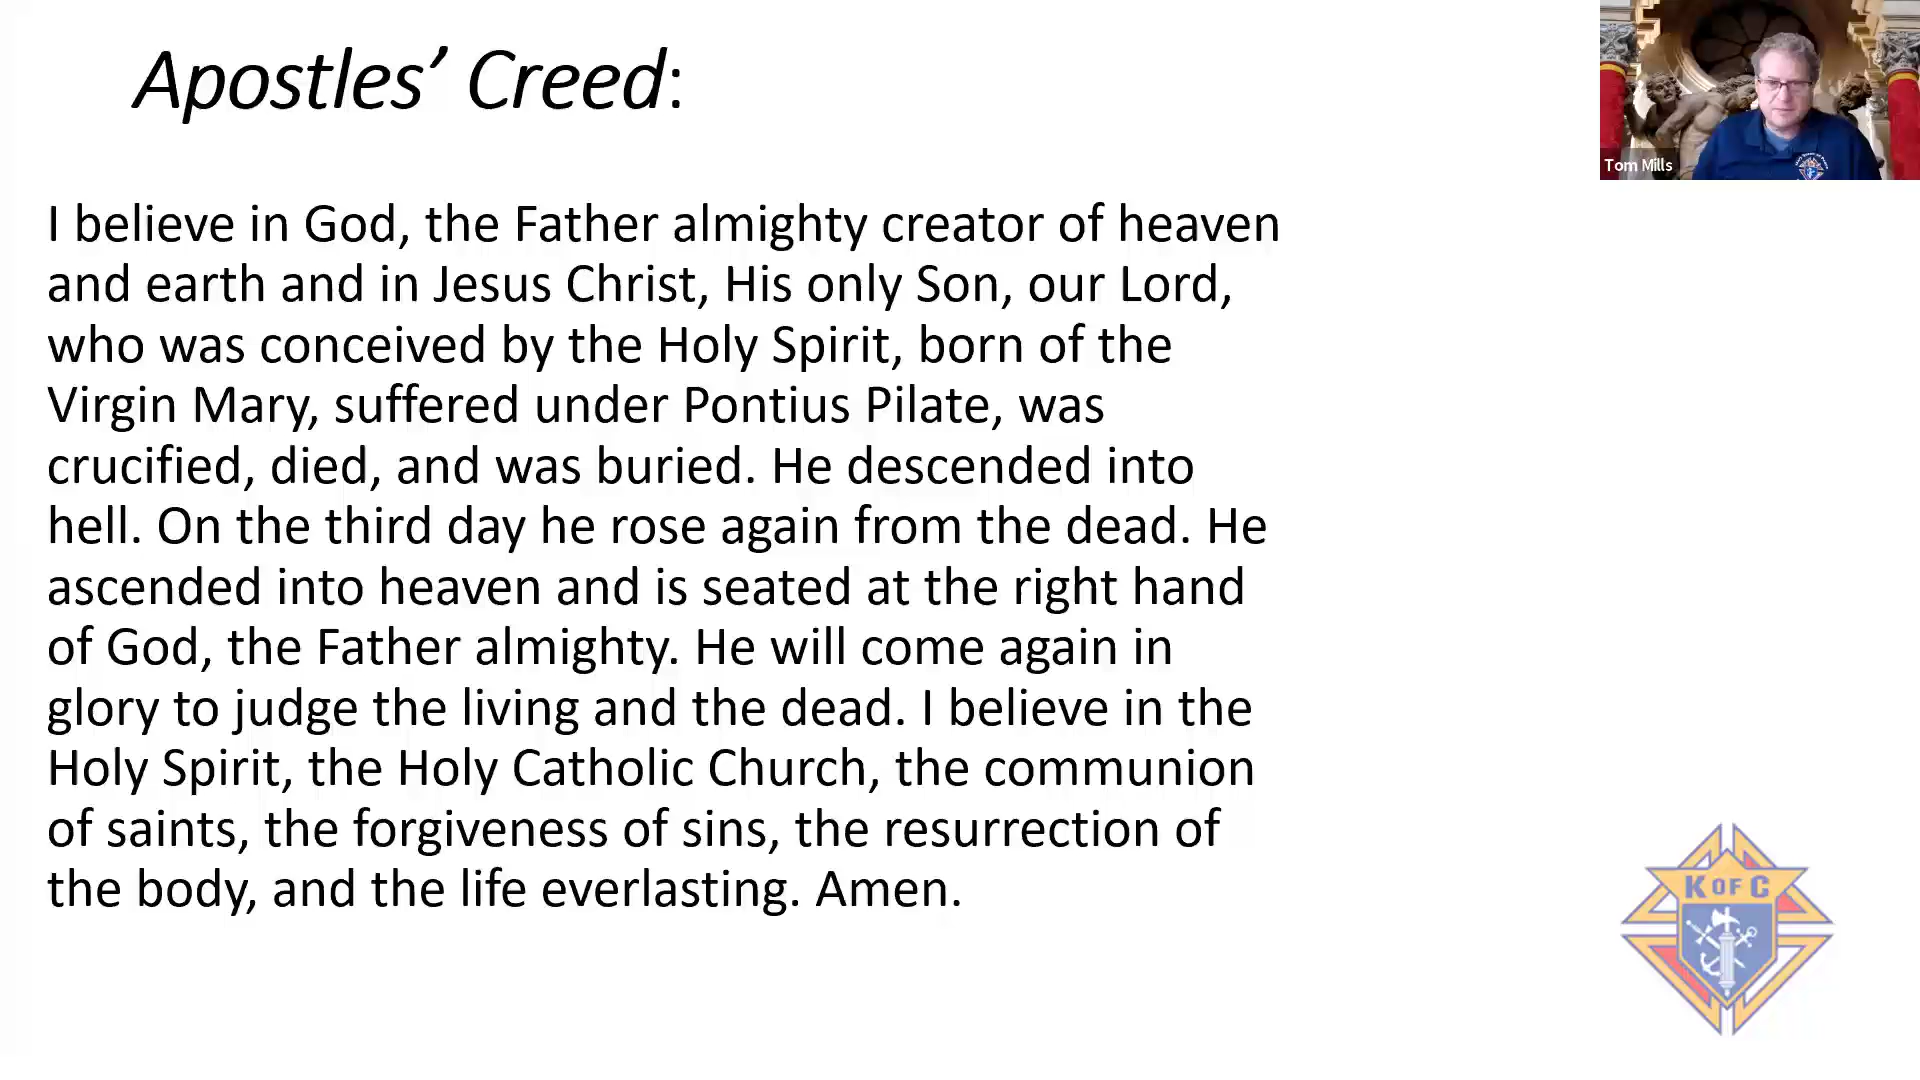 Apostles’ Creed:
Tom Mills
I believe in God, the Father almighty creator of heaven
and earth and in Jesus Christ, His only Son, our Lord,
who was conceived by the Holy Spirit, born of the
Virgin Mary, suffered under Pontius Pilate, was
crucified, died, and was buried. He descended into
hell. On the third day he rose again from the dead. He
ascended into heaven and is seated at the right hand
of God, the Father almighty. He will come again in
glory to judge the living and the dead. I believe in the
Holy Spirit, the Holy Catholic Church, the communion
of saints, the forgiveness of sins, the resurrection of
the body, and the life everlasting. Amen.
K OF C